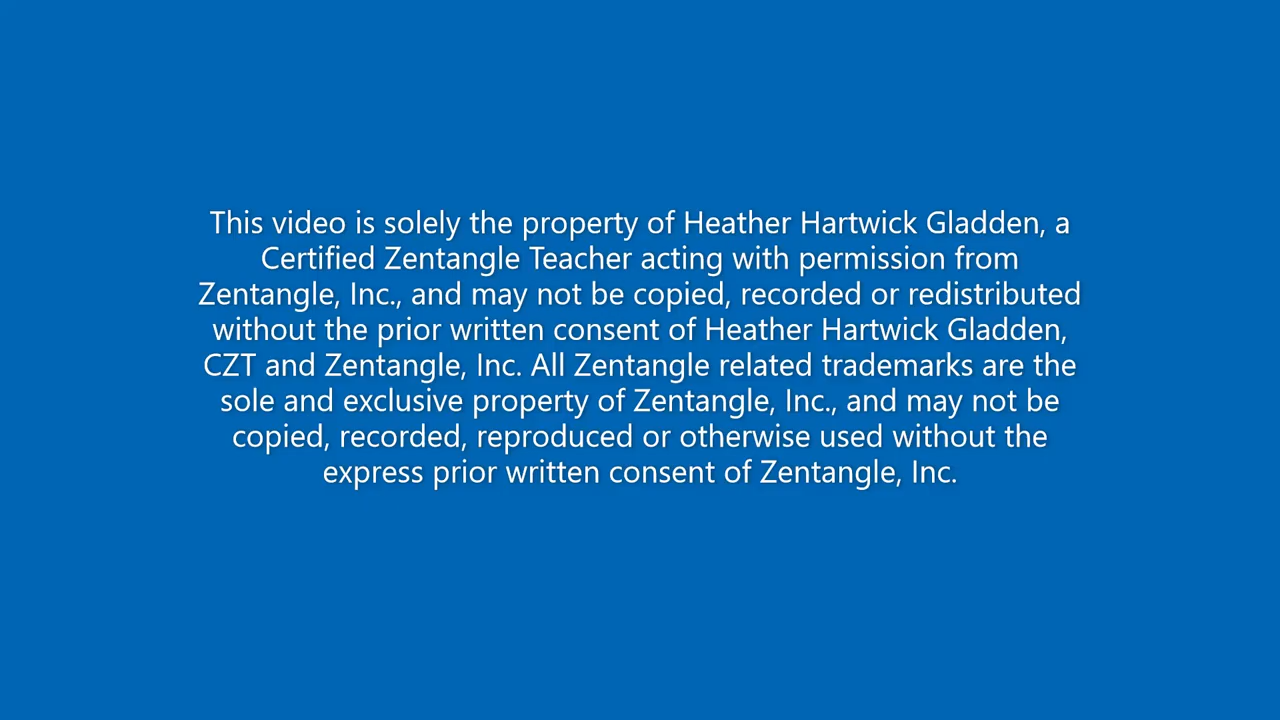 This video is solely the property of Heather Hartwick Gladden, a
Certified Zentangle Teacher acting with permission from
Zentangle, Inc., and may not be copied, recorded or redistributed
without the prior written consent of Heather Hartwick Gladden,
CZT and Zentangle, Inc. All Zentangle related trademarks are the
sole and exclusive property of Zentangle, Inc., and may not be
copied, recorded, reproduced or otherwise used without the
express prior written consent of Zentangle, Inc.